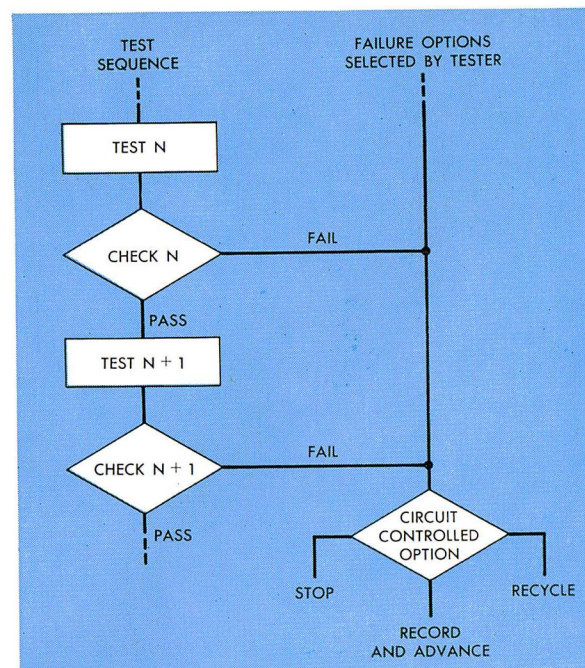 TEST
SEQUENCE
FAILURE OPTIONS
SELECTED BY TESTER
TEST N
CHECK N
FAIL
PASS
TEST N + 1
CHECK N + 1
FAIL
PASS
CIRCUIT
CONTROLLED
OPTION
STOP
RECYCLE
RECORD
AND ADVANCE